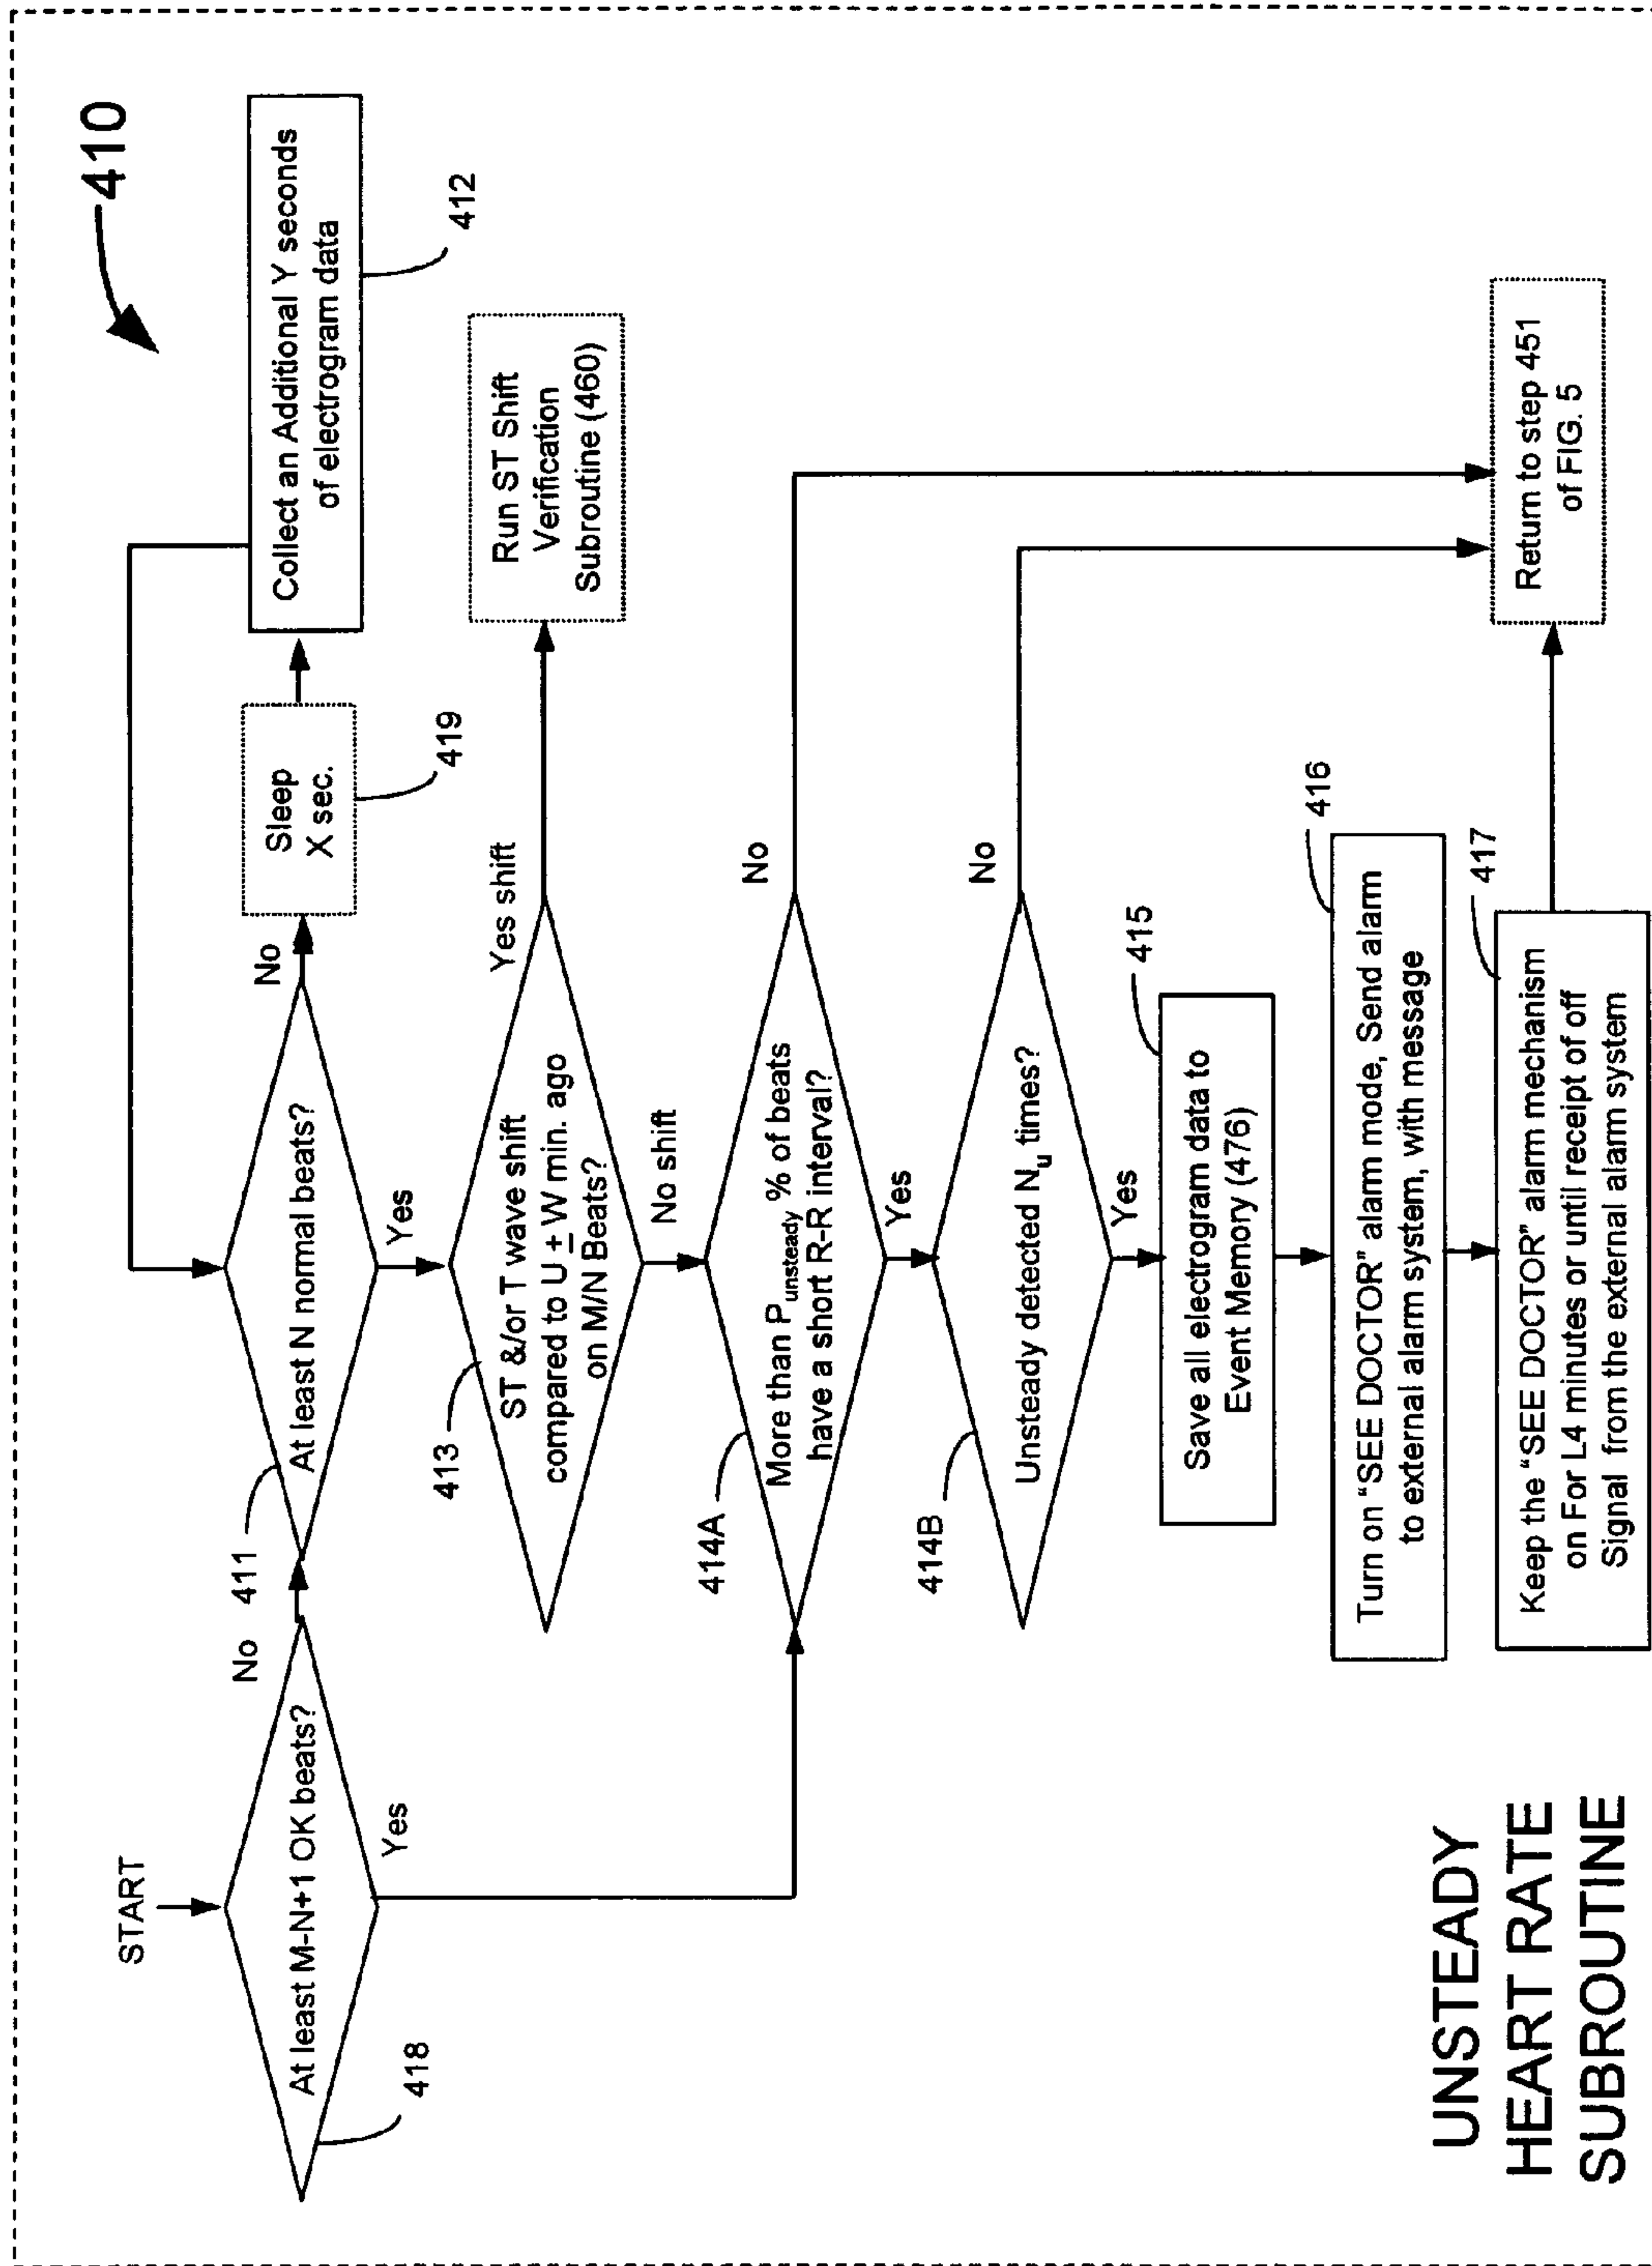 410
START
At least M-N+1 OK beats?
418
No
Yes
411
At least N normal beats?
No
Yes
Sleep
X sec.
419
Collect an Additional Y seconds
of electrogram data
412
413
ST &/or T wave shift
compared to U ± W min. ago
on M/N Beats?
Yes shift
No shift
Run ST Shift
Verification
Subroutine (460)
414A
More than Punsteady % of beats
have a short R-R interval?
No
Yes
414B
Unsteady detected Nu times?
No
Yes
415
Save all electrogram data to
Event Memory (476)
416
Turn on "SEE DOCTOR" alarm mode, Send alarm
to external alarm system, with message
417
Keep the "SEE DOCTOR" alarm mechanism
on For L4 minutes or until receipt of off
Signal from the external alarm system
Return to step 451
of FIG. 5
UNSTEADY
HEART RATE
SUBROUTINE